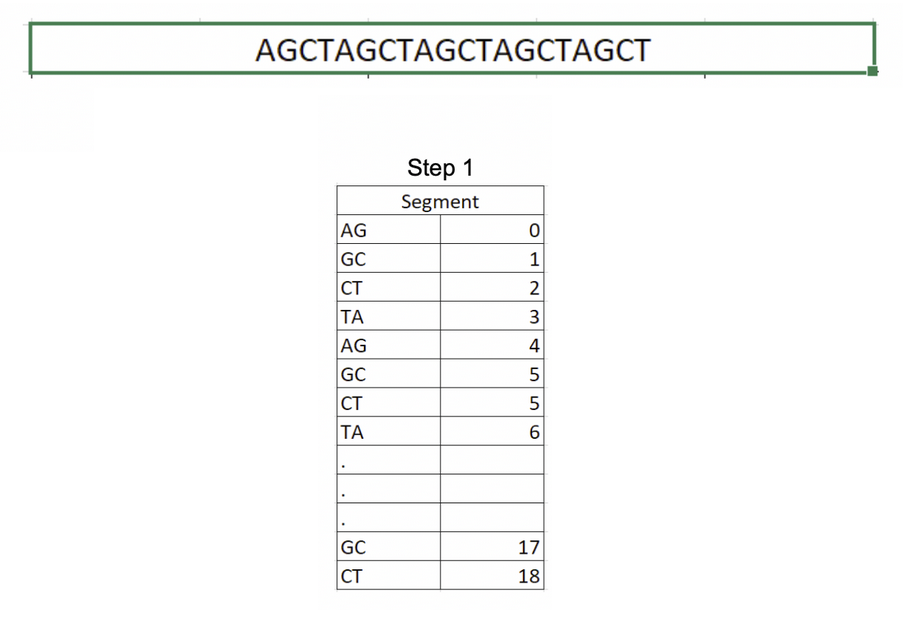 AGCTAGCTAGCTAGCTAGCT
Step 1
Segment
AG 0
GC 1
CT 2
TA 3
AG 4
GC 5
CT 5
TA 6
.
.
.
GC 17
CT 18